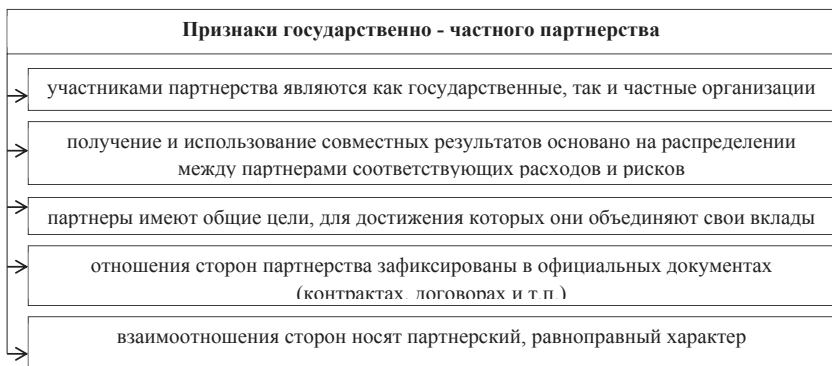 Признаки государственно - частного партнерства
участниками партнерства являются как государственные, так и частные организации
получение и использование совместных результатов основано на распределении
между партнерами соответствующих расходов и рисков
партнеры имеют общие цели, для достижения которых они объединяют свои вклады
отношения сторон партнерства зафиксированы в официальных документах
(контрактах, договорах и т.п.)
взаимоотношения сторон носят партнерский, равноправный характер